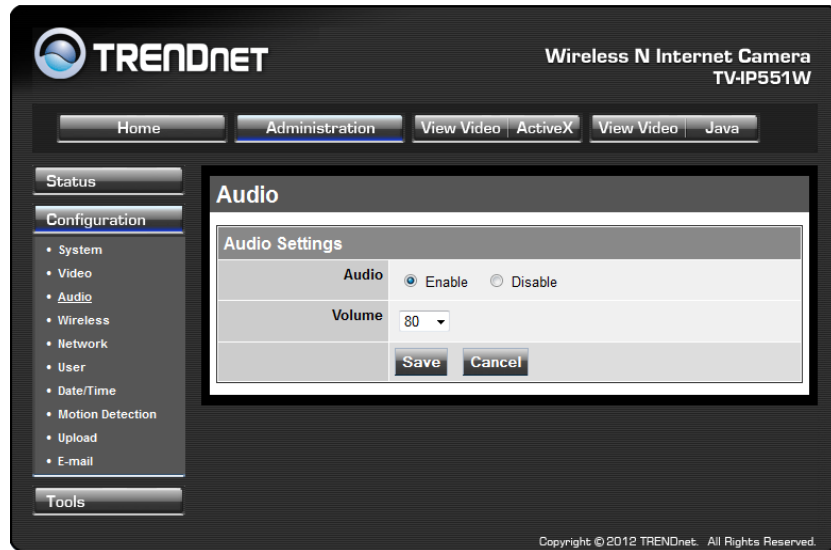 TRENDNET
Wireless N Internet Camera
TV-IP551W
Home
Administration
View Video ActiveX
View Video Java
Status
Configuration
• System
• Video
• Audio
• Wireless
• Network
• User
• Date/Time
• Motion Detection
• Upload
• E-mail
Tools
Audio
Audio Settings
Audio Enable Disable
Volume 80
Save Cancel
Copyright © 2012 TRENDnet. All Rights Reserved.